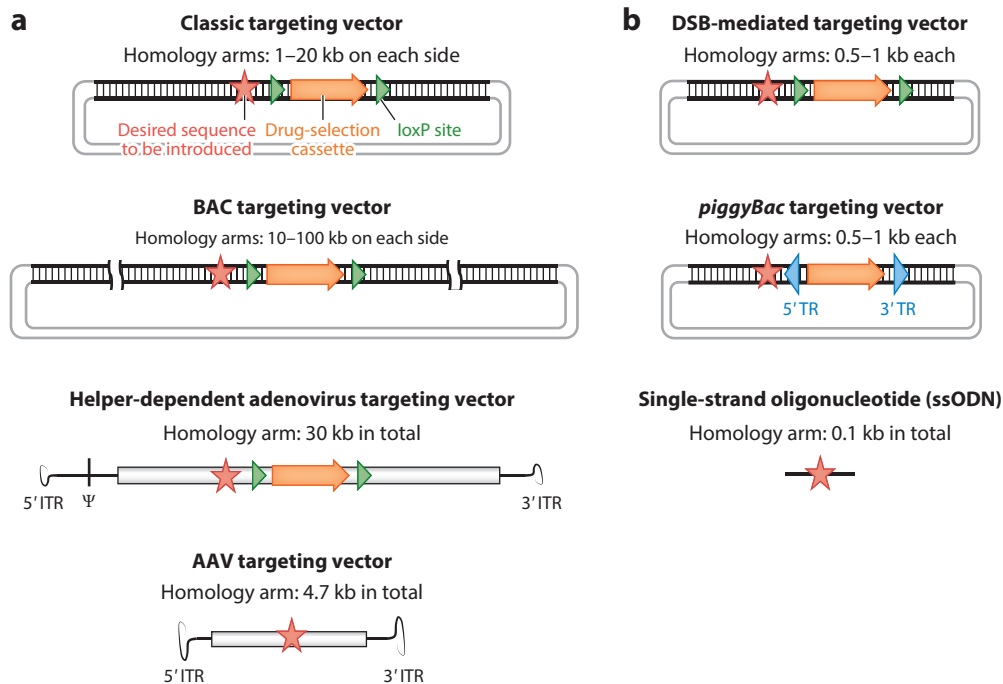 a
Classic targeting vector
Homology arms: 1–20 kb on each side
Desired sequence
to be introduced
Drug-selection
cassette
loxP site
BAC targeting vector
Homology arms: 10–100 kb on each side
Helper-dependent adenovirus targeting vector
Homology arm: 30 kb in total
5′ ITR
Ψ
3′ ITR
AAV targeting vector
Homology arm: 4.7 kb in total
5′ ITR
3′ ITR
b
DSB-mediated targeting vector
Homology arms: 0.5–1 kb each
piggyBac targeting vector
Homology arms: 0.5–1 kb each
5′ TR
3′ TR
Single-strand oligonucleotide (ssODN)
Homology arm: 0.1 kb in total